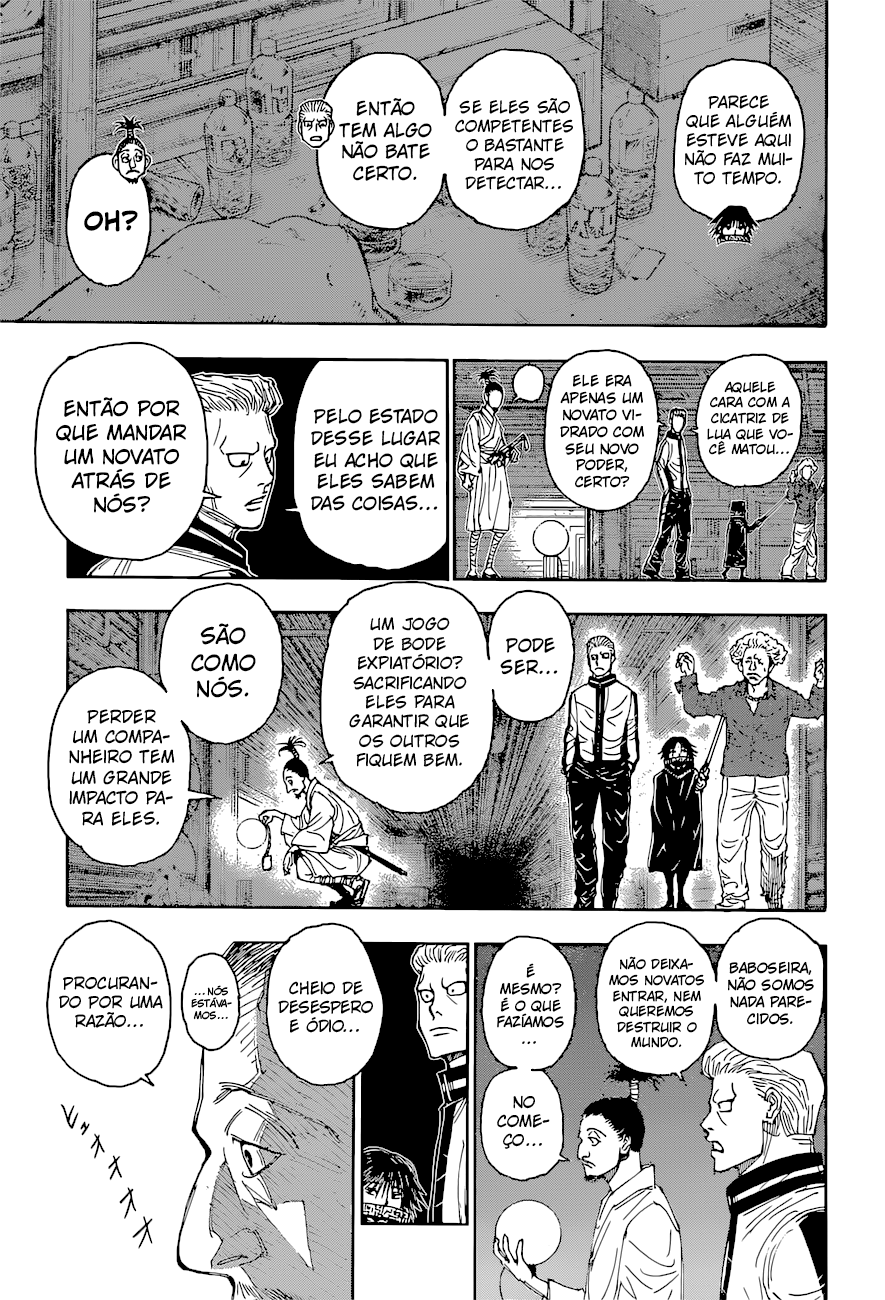 PARECE
QUE ALGUÉM
ESTEVE AQUI
NÃO FAZ MUI-
TO TEMPO.
SE ELES SÃO
COMPETENTES
O BASTANTE
PARA NOS
DETECTAR...
ENTÃO
TEM ALGO
NÃO BATE
CERTO.
OH?
AQUELE
CARA COM A
CICATRIZ DE
LUA QUE VO-
CÊ MATOU...
ELE ERA
APENAS UM
NOVATO VI-
DRADO COM
SEU NOVO
PODER,
CERTO?
PELO ESTADO
DESSE LUGAR
EU ACHO QUE
ELES SABEM
DAS COISAS...
ENTÃO POR
QUE MANDAR
UM NOVATO
ATRÁS DE
NÓS?
PODE
SER...
UM JOGO
DE BODE
EXPIATÓRIO?
SACRIFICANDO
ELES PARA
GARANTIR QUE
OS OUTROS
FIQUEM BEM.
SÃO
COMO
NÓS.
PERDER
UM COMPA-
NHEIRO TEM
UM GRANDE
IMPACTO PA-
RA ELES.
BABOSEIRA,
NÃO SOMOS
NADA PARE-
CIDOS.
NÃO DEIXA-
MOS NOVATOS
ENTRAR, NEM
QUEREMOS
DESTRUIR O
MUNDO.
É
MESMO?
É O QUE
FAZÍAMOS
...
NO
COME-
ÇO...
CHEIO DE
DESESPERO
E ÓDIO...
...NÓS
ESTÁVA-
MOS...
PROCURAN-
DO POR UMA
RAZÃO...
ビォオオオ